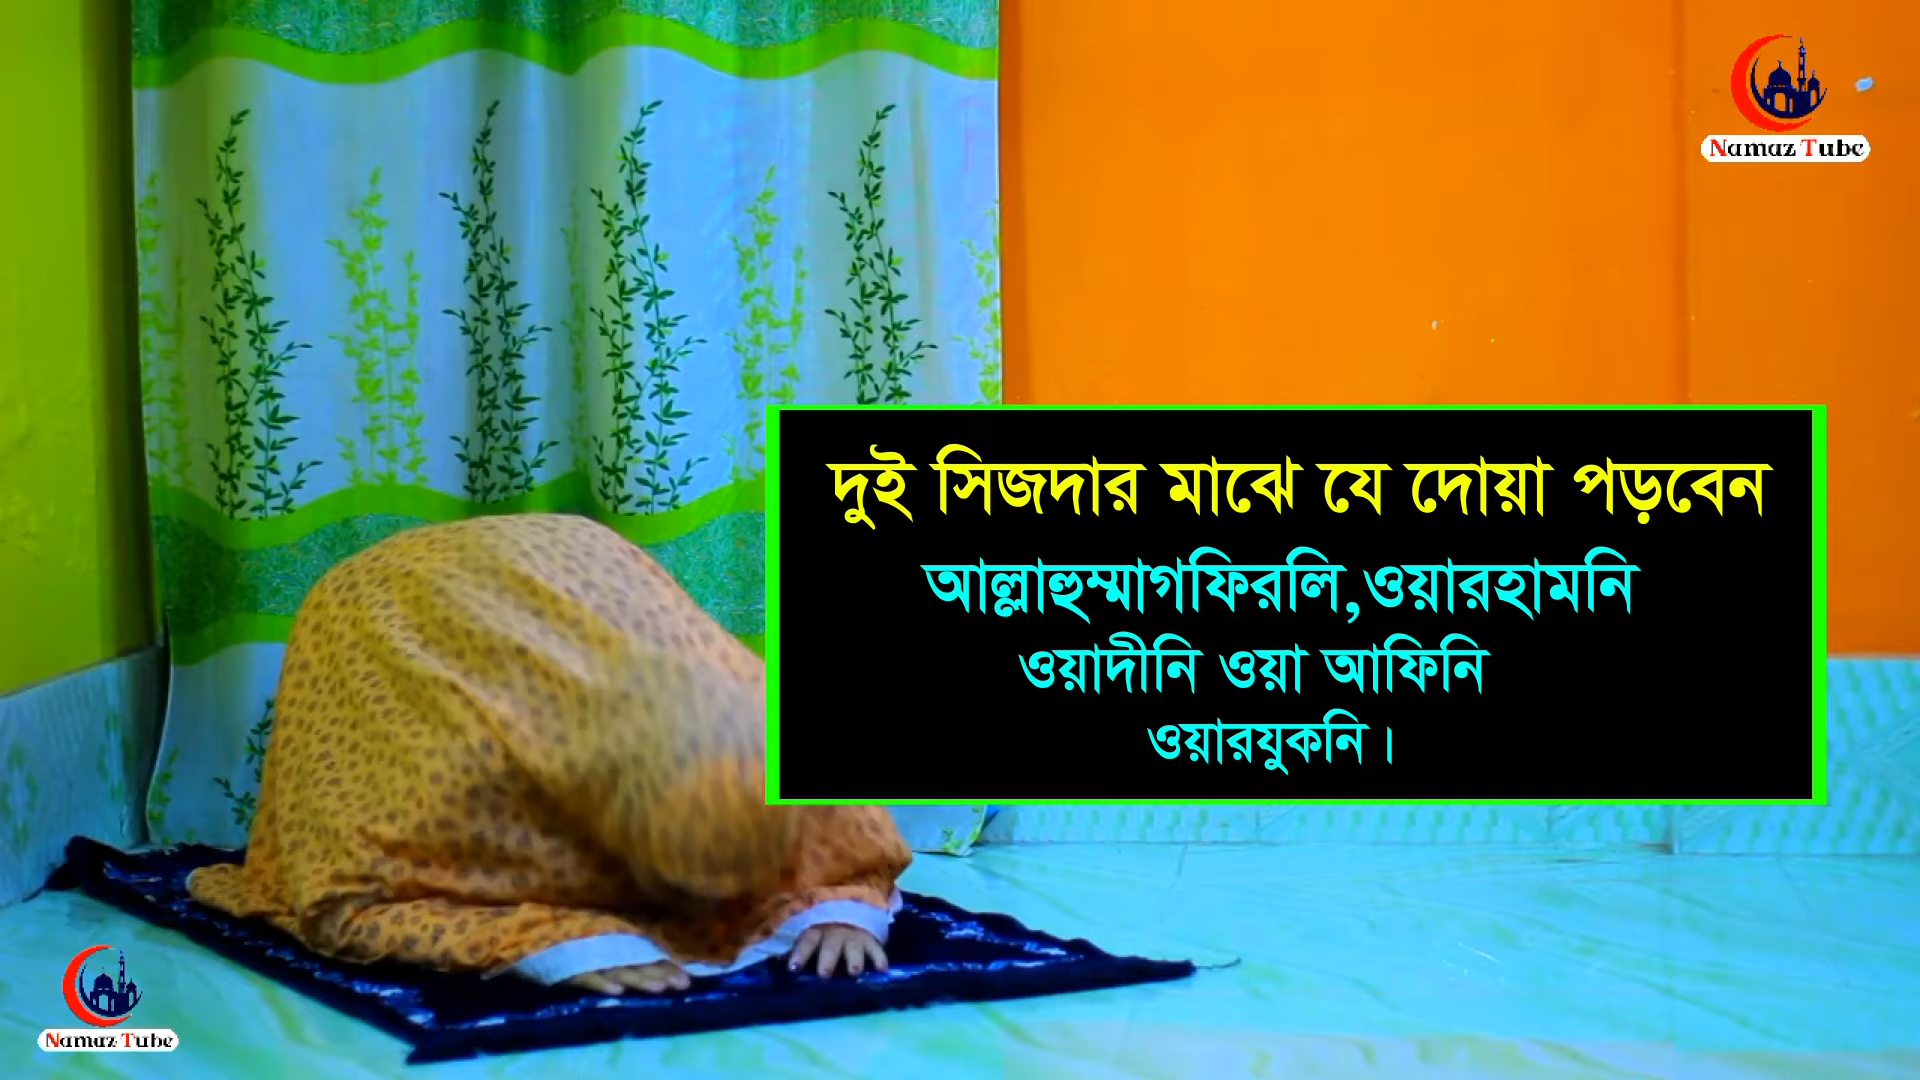 Namaz Tube
দুই সিজদার মাঝে যে দোয়া পড়বেন
আল্লাহুম্মাগফিরলি,ওয়ারহামনি
ওয়াদীনি ওয়া আফিনি
ওয়ারযুকনি।
Namaz Tube